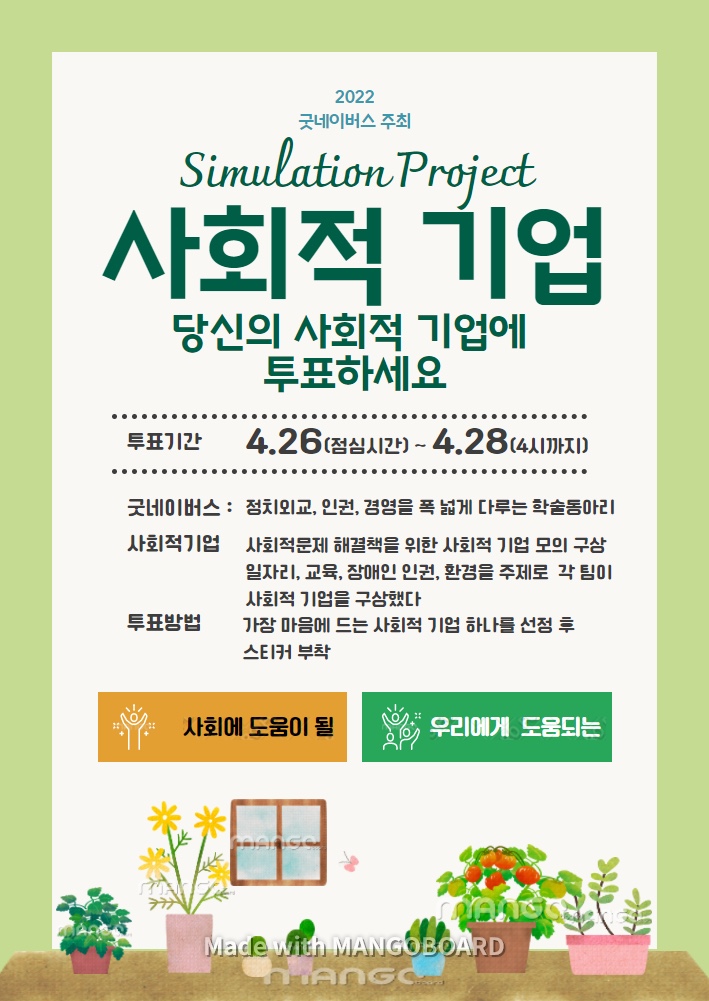 2022
굿네이버스 주최
Simulation Project
사회적 기업
당신의 사회적 기업에
투표하세요
투표기간 4.26(점심시간) ~ 4.28(4시까지)
굿네이버스 : 정치외교, 인권, 경영을 폭 넓게 다루는 학술동아리
사회적기업 사회적문제 해결책을 위한 사회적 기업 모의 구상
일자리, 교육, 장애인 인권, 환경을 주제로 각 팀이
사회적 기업을 구상했다
투표방법 가장 마음에 드는 사회적 기업 하나를 선정 후
스티커 부착
사회에 도움이 될 우리에게 도움되는
Made with MANGOBOARD